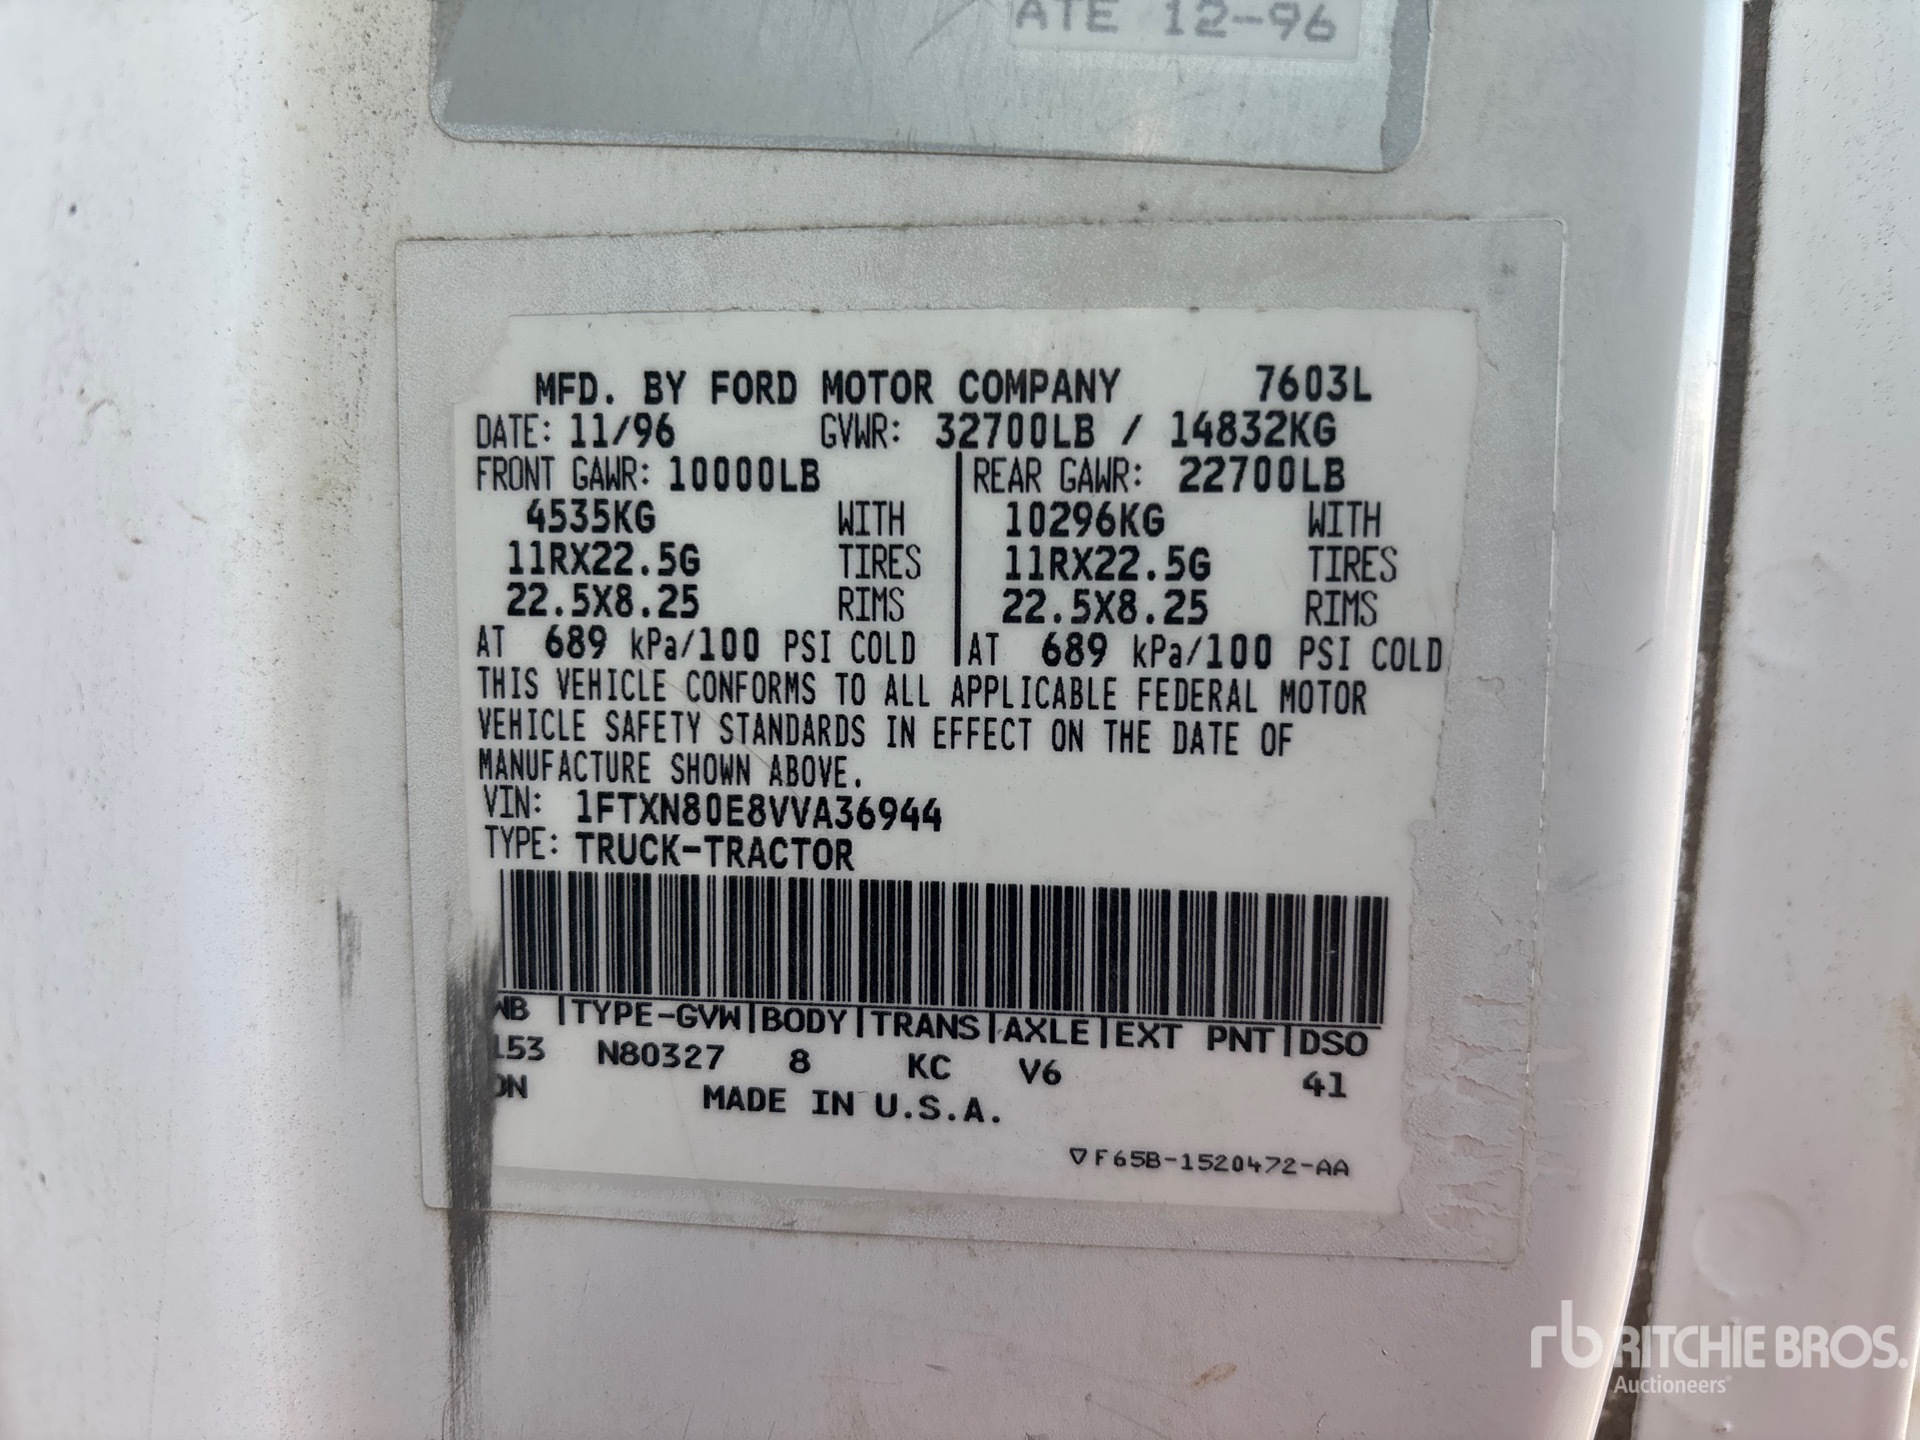 ATE 12-96
MFD. BY FORD MOTOR COMPANY 7603L
DATE: 11/96 GVWR: 32700LB / 14832KG
FRONT GAWR: 10000LB REAR GAWR: 22700LB
4535KG WITH 10296KG WITH
11RX22.5G TIRES 11RX22.5G TIRES
22.5X8.25 RIMS 22.5X8.25 RIMS
AT 689 kPa/100 PSI COLD AT 689 kPa/100 PSI COLD
THIS VEHICLE CONFORMS TO ALL APPLICABLE FEDERAL MOTOR
VEHICLE SAFETY STANDARDS IN EFFECT ON THE DATE OF
MANUFACTURE SHOWN ABOVE.
VIN: 1FTXN80E8VVA36944
TYPE: TRUCK-TRACTOR
WB |TYPE-GVW|BODY|TRANS|AXLE|EXT PNT|DSO
153 N80327 8 KC V6 41
ON MADE IN U.S.A.
▽F65B-1520472-AA
rb RITCHIE BROS.
Auctioneers